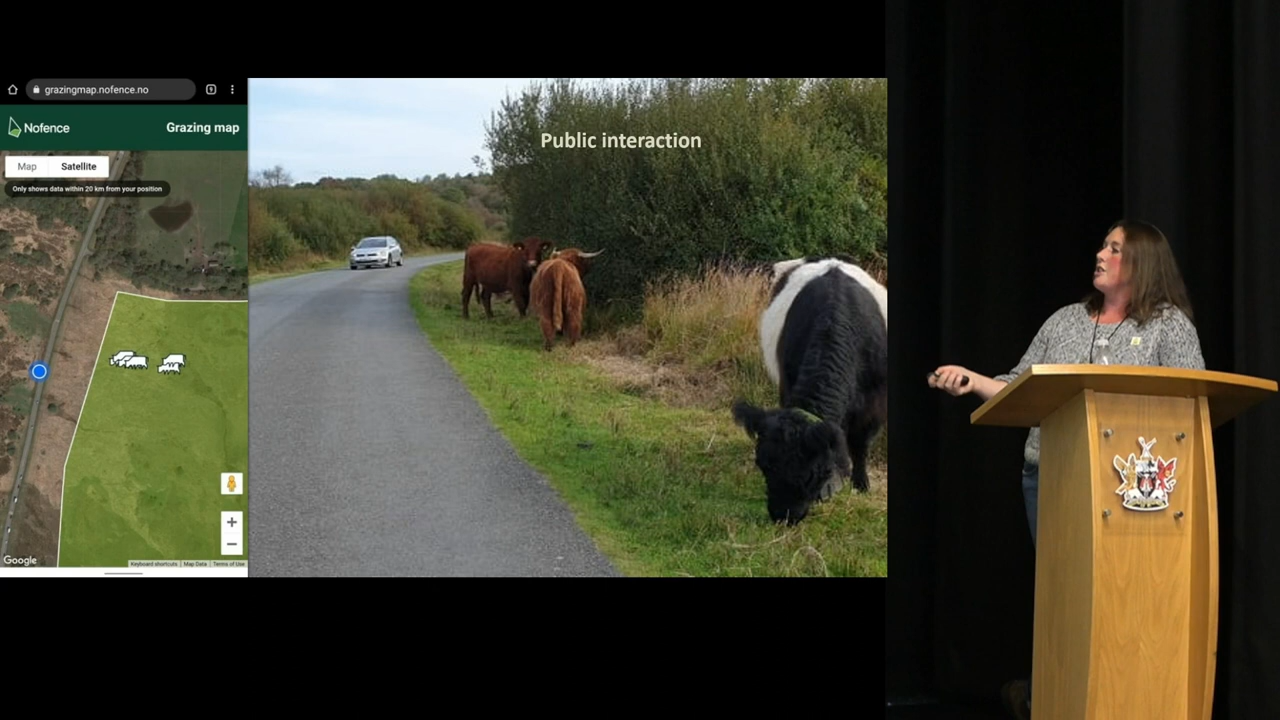 grazingmap.nofence.no
Nofence
Grazing map
Map
Satellite
Only shows data within 20 km from your position
Google
Keyboard shortcuts
Map Data
Terms of Use
Public interaction